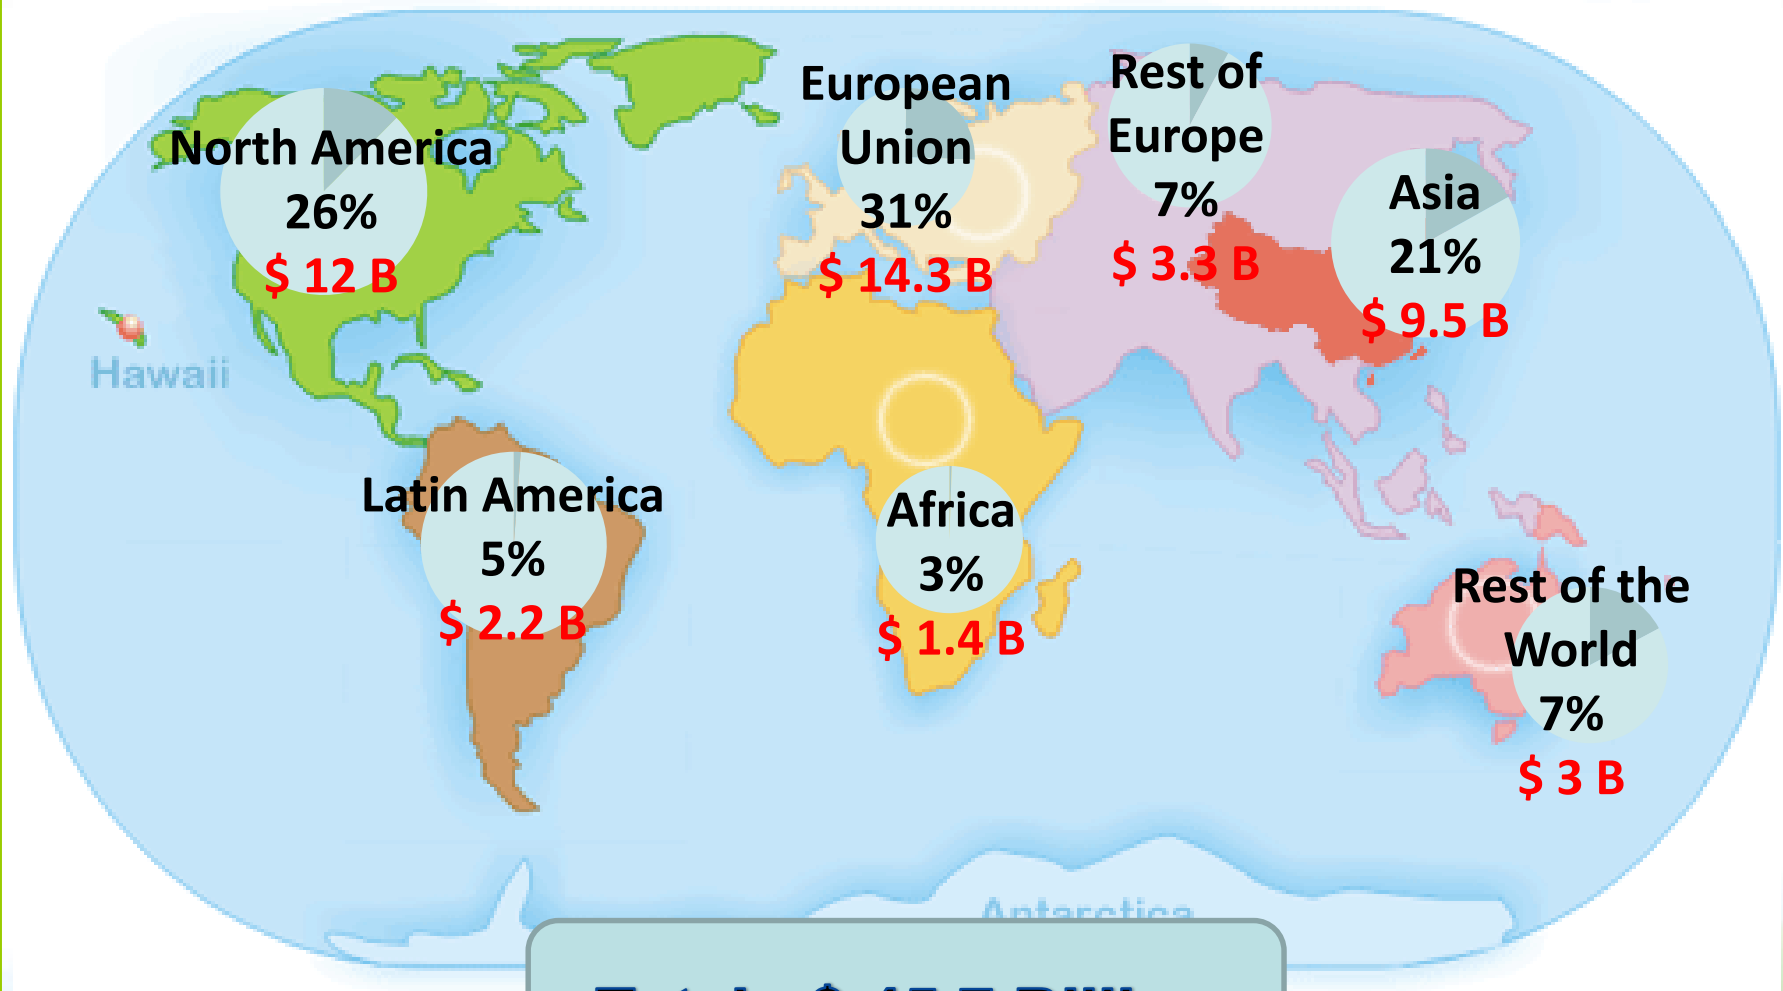 North America
26%
$ 12 B
European
Union
31%
$ 14.3 B
Rest of
Europe
7%
$ 3.3 B
Asia
21%
$ 9.5 B
Hawaii
Latin America
5%
$ 2.2 B
Africa
3%
$ 1.4 B
Rest of the
World
7%
$ 3 B
Antarctica